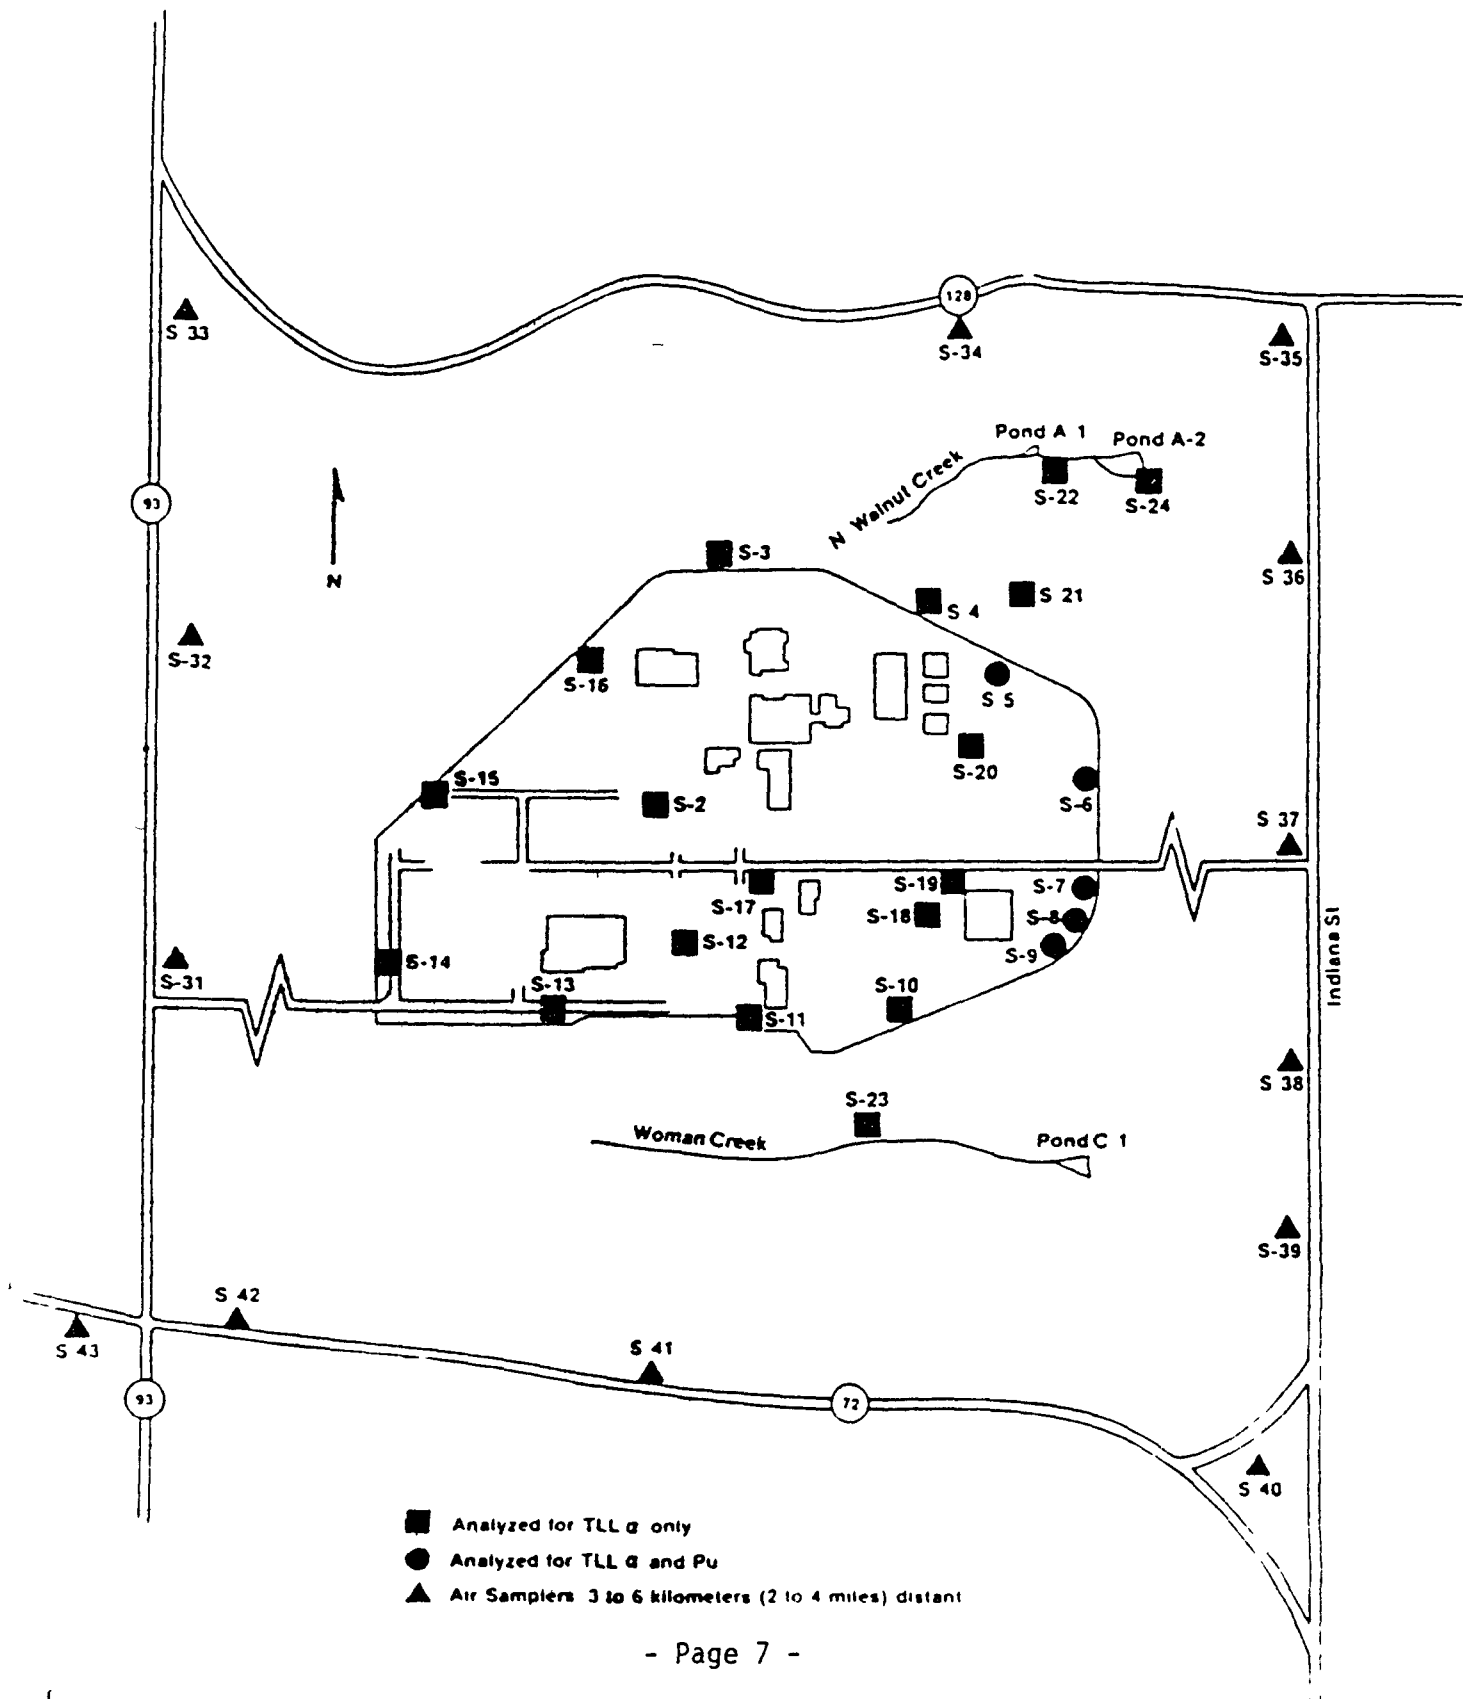 128
S 33
S-34
S-35
Pond A 1
Pond A-2
N Walnut Creek
S-22
S-24
93
N
S-3
S 36
S 4
S 21
S-32
S-16
S 5
S-20
S-15
S-2
S-6
S 37
S-19
S-7
S-17
S-18
S-8
S-12
S-9
Indiana St
S-14
S-31
S-13
S-10
S-11
S 38
S-23
Woman Creek
Pond C 1
S-39
S 42
S 43
S 41
93
72
S 40
Analyzed for TLL α only
Analyzed for TLL α and Pu
Air Samplers 3 to 6 kilometers (2 to 4 miles) distant
- Page 7 -